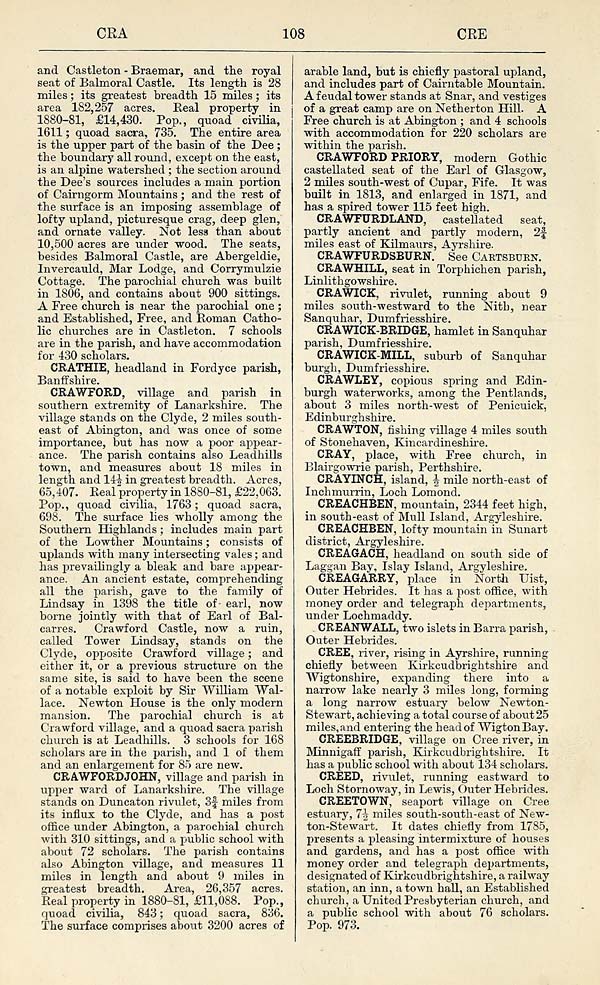 CRA
108
CRE
and Castleton-Braemar, and the royal
seat of Balmoral Castle. Its length is 28
miles; its greatest breadth 15 miles; its
area 182,257 acres. Real property in
1880-81, £14,430. Pop., quoad civilia,
1611; quoad sacra, 735. The entire area
is the upper part of the basin of the Dee;
the boundary all round, except on the east,
is an alpine watershed; the section around
the Dee's sources includes a main portion
of Cairngorm Mountains; and the rest of
the surface is an imposing assemblage of
lofty upland, picturesque crag, deep glen,
and ornate valley. Not less than about
10,500 acres are under wood. The seats,
besides Balmoral Castle, are Abergeldie,
Invercauld, Mar Lodge, and Corrymulzie
Cottage. The parochial church was built
in 1806, and contains about 900 sittings.
A Free church is near the parochial one;
and Established, Free, and Roman Catho-
lic churches are in Castleton. 7 schools
are in the parish, and have accommodation
for 430 scholars.
CRATHIE, headland in Fordyce parish,
Banffshire.
CRAWFORD, village and parish in
southern extremity of Lanarkshire. The
village stands on the Clyde, 2 miles south-
east of Abington, and was once of some
importance, but has now a poor appear-
ance. The parish contains also Leadhills
town, and measures about 18 miles in
length and 14½ in greatest breadth. Acres,
65,407. Real property in 1880-81, £22,063.
Pop., quoad civilia, 1763; quoad sacra,
698. The surface lies wholly among the
Southern Highlands; includes main part
of the Lowther Mountains; consists of
uplands with many intersecting vales; and
has prevailingly a bleak and bare appear-
ance. An ancient estate, comprehending
all the parish, gave to the family of
Lindsay in 1398 the title of earl, now
borne jointly with that of Earl of Bal-
carres. Crawford Castle, now a ruin,
called Tower Lindsay, stands on the
Clyde, opposite Crawford village; and
either it, or a previous structure on the
same site, is said to have been the scene
of a notable exploit by Sir William Wal-
lace. Newton House is the only modern
mansion. The parochial church is at
Crawford village, and a quoad sacra parish
church is at Leadhills. 3 schools for 168
scholars are in the parish, and 1 of them
and an enlargement for 85 are new.
CRAWFORDJOHN, village and parish in
upper ward of Lanarkshire. The village
stands on Duncaton rivulet, 3¾ miles from
its influx to the Clyde, and has a post
office under Abington, a parochial church
with 310 sittings, and a public school with
about 72 scholars. The parish contains
also Abington village, and measures 11
miles in length and about 9 miles in
greatest breadth. Area, 26,357 acres.
Real property in 1880-81, £11,088. Pop.,
quoad civilia, 843; quoad sacra, 836.
The surface comprises about 3200 acres of
arable land, but is chiefly pastoral upland,
and includes part of Cairntable Mountain.
A feudal tower stands at Snar, and vestiges
of a great camp are on Netherton Hill. A
Free church is at Abington; and 4 schools
with accommodation for 220 scholars are
within the parish.
CRAWFORD PRIORY, modern Gothic
castellated seat of the Earl of Glasgow,
2 miles south-west of Cupar, Fife. It was
built in 1813, and enlarged in 1871, and
has a spired tower 115 feet high.
CRAWFURDLAND, castellated seat,
partly ancient and partly modern, 2¾
miles east of Kilmaurs, Ayrshire.
CRAWFURDSBURN. See CARTSBURN.
CRAWHILL, seat in Torphichen parish,
Linlithgowshire.
CRAWICK, rivulet, running about 9
miles south-westward to the Nith, near
Sanquhar, Dumfriesshire.
CRAWICK-BRIDGE, hamlet in Sanquhar
parish, Dumfriesshire.
CRAWICK-MILL, suburb of Sanquhar
burgh, Dumfriesshire.
CRAWLEY, copious spring and Edin-
burgh waterworks, among the Pentlands,
about 3 miles north-west of Penicuick,
Edinburghshire.
CRAWTON, fishing village 4 miles south
of Stonehaven, Kincardineshire.
CRAY, place, with Free church, in
Blairgowrie parish, Perthshire.
CRAYINCH, island, ½ mile north-east of
Inchmurrin, Loch Lomond.
CREACHBEN, mountain, 2344 feet high,
in south-east of Mull Island, Argyleshire.
CREACHBEN, lofty mountain in Sunart
district, Argyleshire.
CREAGACH, headland on south side of
Laggan Bay, Islay Island, Argyleshire.
CREAGARRY, place in North Uist,
Outer Hebrides. It has a post office, with
money order and telegraph departments,
under Lochmaddy.
CREANWALL, two islets in Barra parish,
Outer Hebrides.
CREE, river, rising in Ayrshire, running
chiefly between Kirkcudbrightshire and
Wigtonshire, expanding there into a
narrow lake nearly 3 miles long, forming
a long narrow estuary below Newton-
Stewart, achieving a total course of about 25
miles, and entering the head of Wigton Bay.
CREEBRIDGE, village on Cree river, in
Minnigaff parish, Kirkcudbrightshire. It
has a public school with about 134 scholars.
CREED, rivulet, running eastward to
Loch Stornoway, in Lewis, Outer Hebrides.
CREETOWN, seaport village on Cree
estuary, 7½ miles south-south-east of New-
ton-Stewart. It dates chiefly from 1785,
presents a pleasing intermixture of houses
and gardens, and has a post office with
money order and telegraph departments,
designated of Kirkcudbrightshire, a railway
station, an inn, a town hall, an Established
church, a United Presbyterian church, and
a public school with about 76 scholars.
Pop. 973.